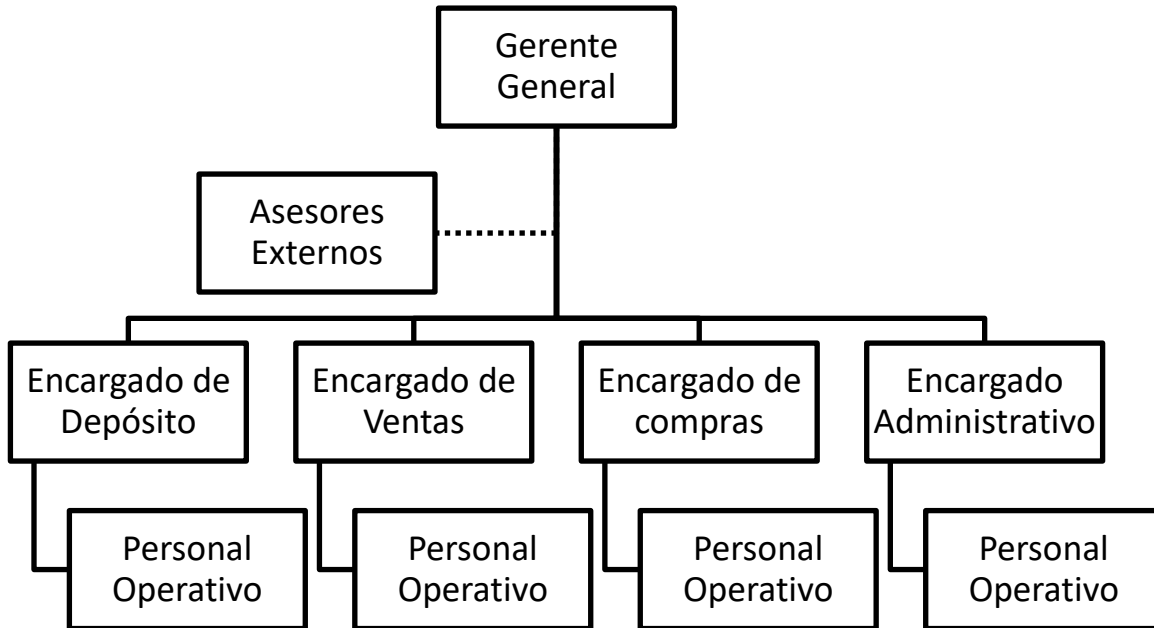 Gerente
General
Asesores
Externos
Encargado de
Depósito
Encargado de
Ventas
Encargado de
compras
Encargado
Administrativo
Personal
Operativo
Personal
Operativo
Personal
Operativo
Personal
Operativo